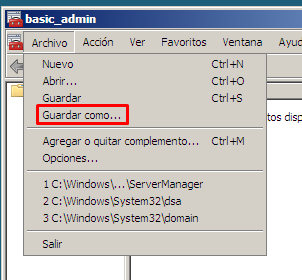 basic_admin
Archivo Acción Ver Favoritos Ventana
Nuevo Ctrl+N
Abrir... Ctrl+O
Guardar Ctrl+S
Guardar como...
Agregar o quitar complemento... Ctrl+M
Opciones...
1 C:\Windows\...\ServerManager
2 C:\Windows\System32\dsa
3 C:\Windows\System32\domain
Salir